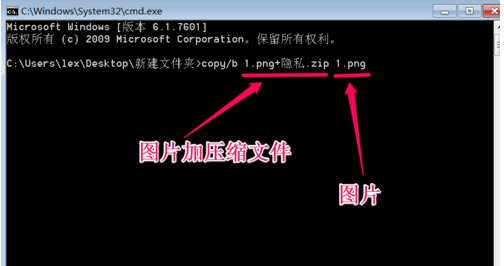 C:\Windows\System32\cmd.exe
Microsoft Windows [版本 6.1.7601]
版权所有 (c) 2009 Microsoft Corporation。保留所有权利。
C:\Users\lex\Desktop\新建文件夹>copy/b 1.png+隐私.zip 1.png
图片加压缩文件
图片